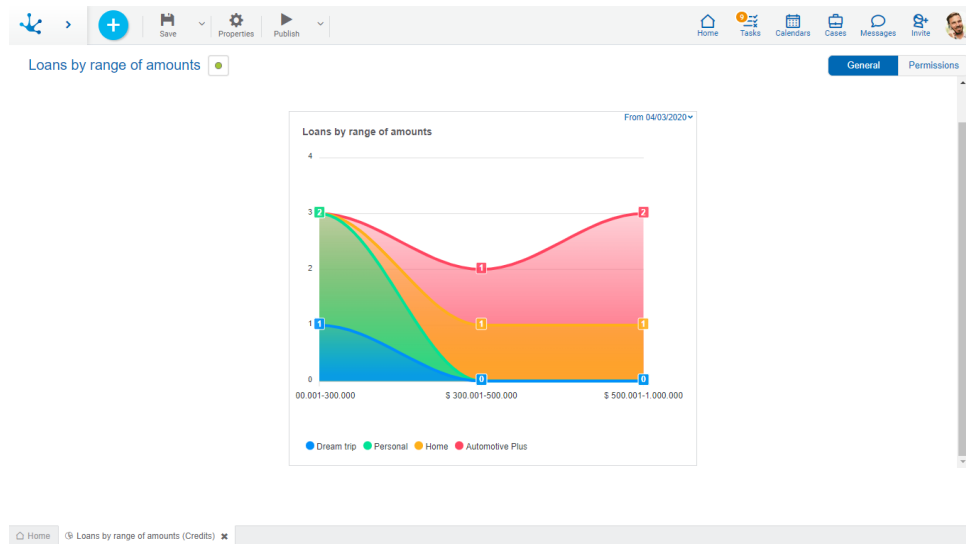 Save
Properties
Publish
Home
9
Tasks
Calendars
Cases
Messages
Invite
Loans by range of amounts
General
Permissions
From 04/03/2020
Loans by range of amounts
4
3
2
2
2
1
1
1
1
1
0
0
0
00.001-300.000
$ 300.001-500.000
$ 500.001-1.000.000
Dream trip
Personal
Home
Automotive Plus
Home
Loans by range of amounts (Credits)